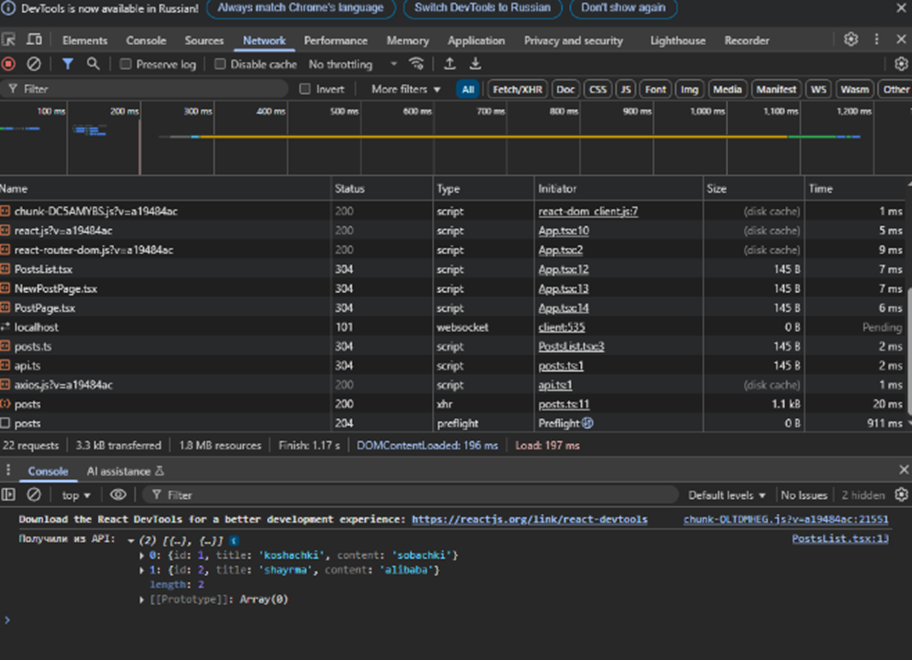 DevTools is now available in Russian! Always match Chrome's language Switch DevTools to Russian Don't show again
Elements Console Sources Network Performance Memory Application Privacy and security Lighthouse Recorder
Preserve log Disable cache No throttling
Filter Invert More filters All Fetch/XHR Doc CSS JS Font Img Media Manifest WS Wasm Other
100 ms 200 ms 300 ms 400 ms 500 ms 600 ms 700 ms 800 ms 900 ms 1,000 ms 1,100 ms 1,200 ms
Name Status Type Initiator Size Time
chunk-DC5AMYBS.js?v=a19484ac 200 script react-dom_client.js:7 (disk cache) 1 ms
react.js?v=a19484ac 200 script App.tsx:10 (disk cache) 5 ms
react-router-dom.js?v=a19484ac 200 script App.tsx:2 (disk cache) 9 ms
PostsList.tsx 304 script App.tsx:12 145 B 7 ms
NewPostPage.tsx 304 script App.tsx:13 145 B 7 ms
PostPage.tsx 304 script App.tsx:14 145 B 6 ms
localhost 101 websocket client:535 0 B Pending
posts.ts 304 script PostsList.tsx:3 145 B 2 ms
api.ts 304 script posts.ts:1 145 B 2 ms
axios.js?v=a19484ac 200 script api.ts:1 (disk cache) 1 ms
posts 200 xhr posts.ts:11 1.1 kB 20 ms
posts 204 preflight Preflight 0 B 911 ms
22 requests 3.3 kB transferred 1.8 MB resources Finish: 1.17 s DOMContentLoaded: 196 ms Load: 197 ms
Console AI assistance
top Filter Default levels No Issues 2 hidden
Download the React DevTools for a better development experience: https://reactjs.org/link/react-devtools chunk-QLTDMHEG.js?v=a19484ac:21551
Получили из API: (2) [{…}, {…}] PostsList.tsx:13
0: {id: 1, title: 'koshachki', content: 'sobachki'}
1: {id: 2, title: 'shayrma', content: 'alibaba'}
length: 2
[[Prototype]]: Array(0)